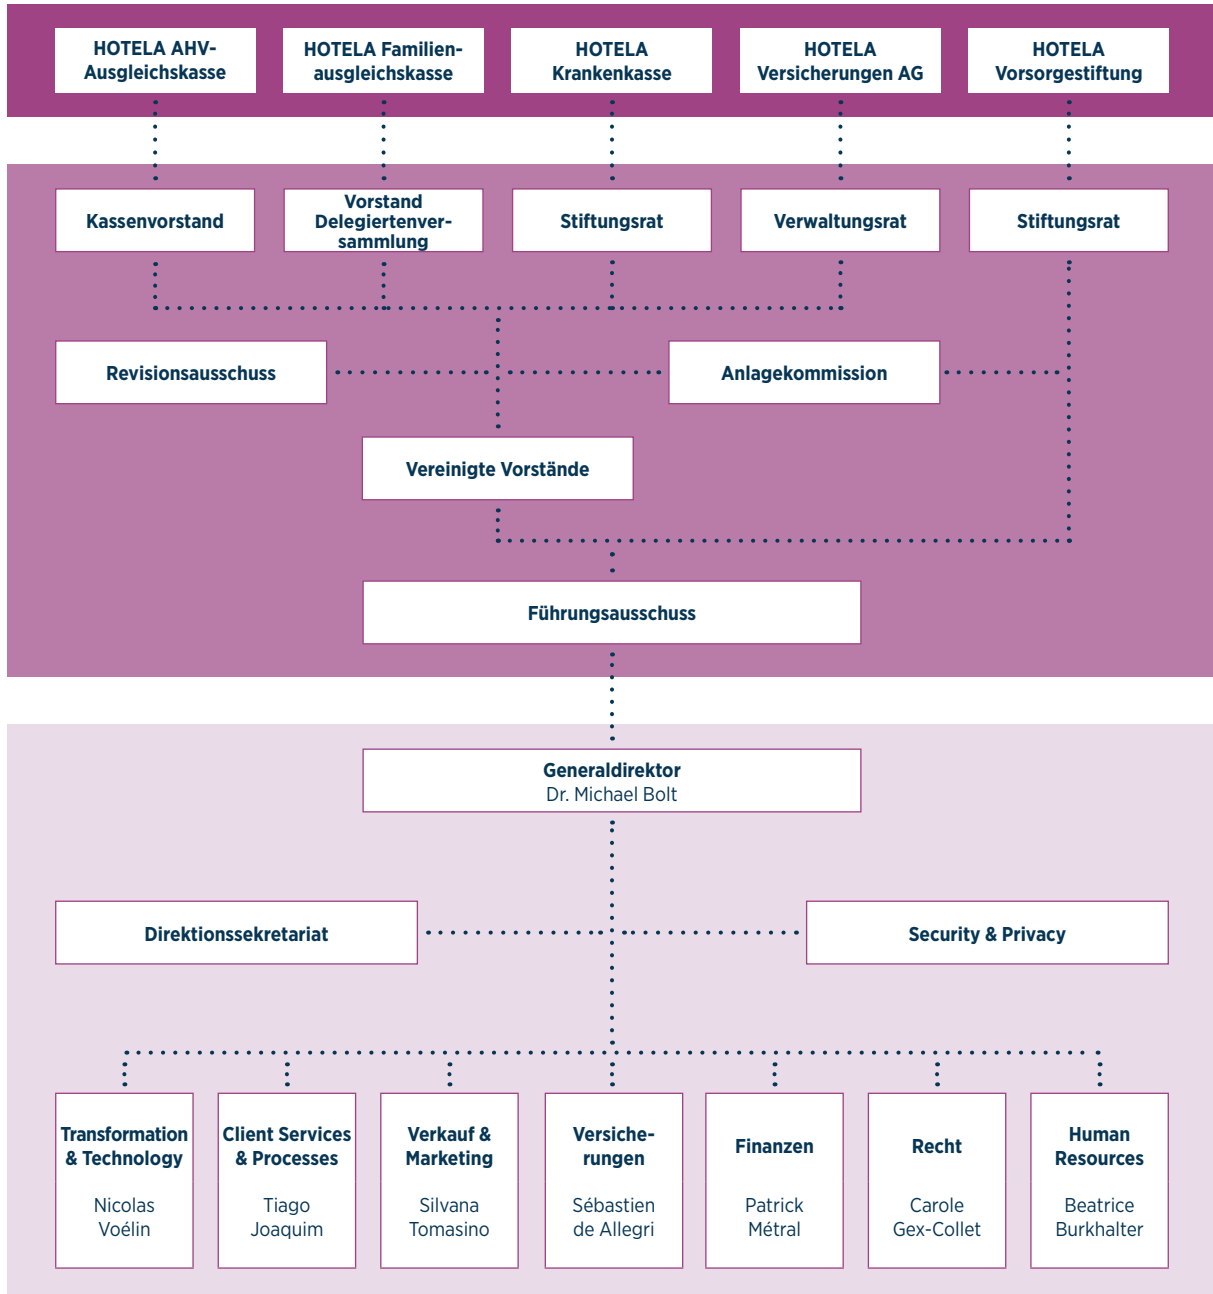 HOTELA AHV-
Ausgleichskasse
HOTELA Familien-
ausgleichskasse
HOTELA
Krankenkasse
HOTELA
Versicherungen AG
HOTELA
Vorsorgestiftung
Kassenvorstand
Vorstand
Delegiertenver-
sammlung
Stiftungsrat
Verwaltungsrat
Stiftungsrat
Revisionsausschuss
Anlagekommission
Vereinigte Vorstände
Führungsausschuss
Generaldirektor
Dr. Michael Bolt
Direktionssekretariat
Security & Privacy
Transformation
& Technology
Nicolas
Voélin
Client Services
& Processes
Tiago
Joaquim
Verkauf &
Marketing
Silvana
Tomasino
Versiche-
rungen
Sébastien
de Allegri
Finanzen
Patrick
Métral
Recht
Carole
Gex-Collet
Human
Resources
Beatrice
Burkhalter